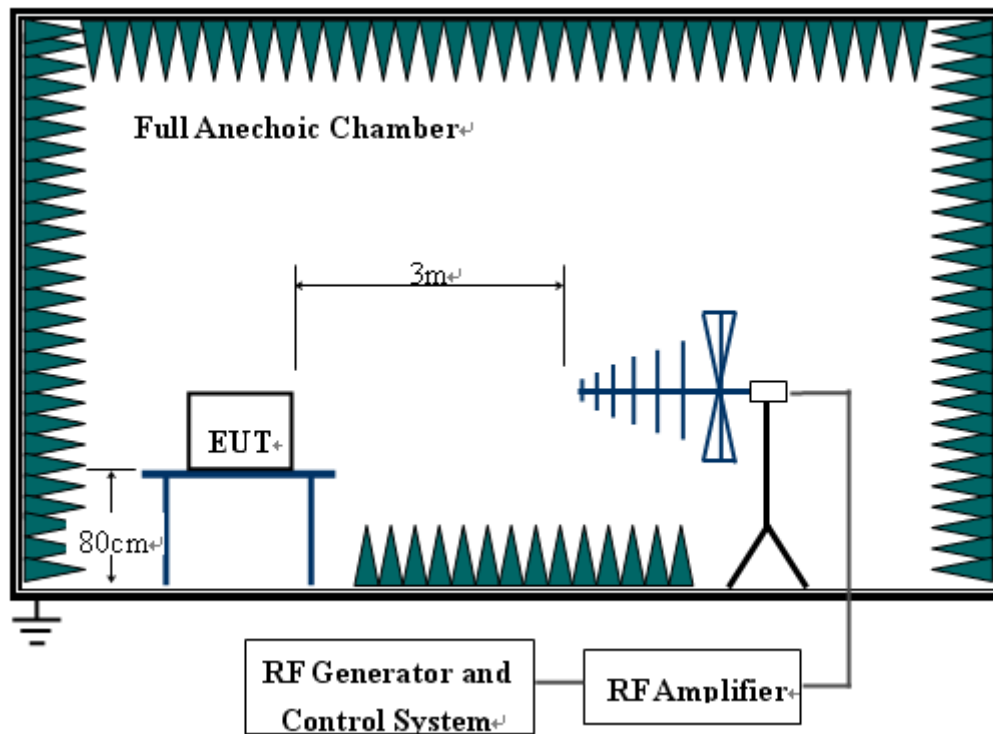 Full Anechoic Chamber↵
3m↵
EUT↵
80cm↵
RF Generator and
Control System↵
RF Amplifier↵